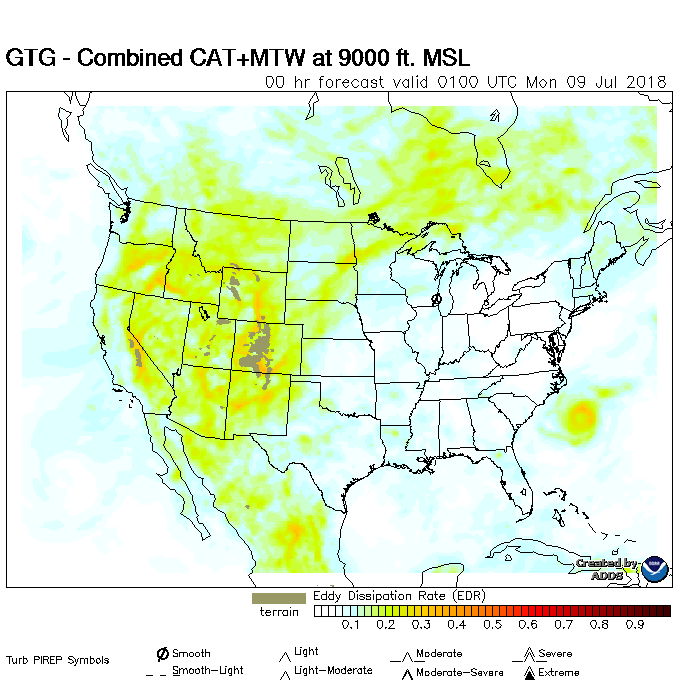 GTG - Combined CAT+MTW at 9000 ft. MSL
00 hr forecast valid 0100 UTC Mon 09 Jul 2018
Created by
ADDS
terrain
Eddy Dissipation Rate (EDR)
0.1 0.2 0.3 0.4 0.5 0.6 0.7 0.8 0.9
Turb PIREP Symbols
Smooth
Light
Moderate
Severe
Smooth-Light
Light-Moderate
Moderate-Severe
Extreme